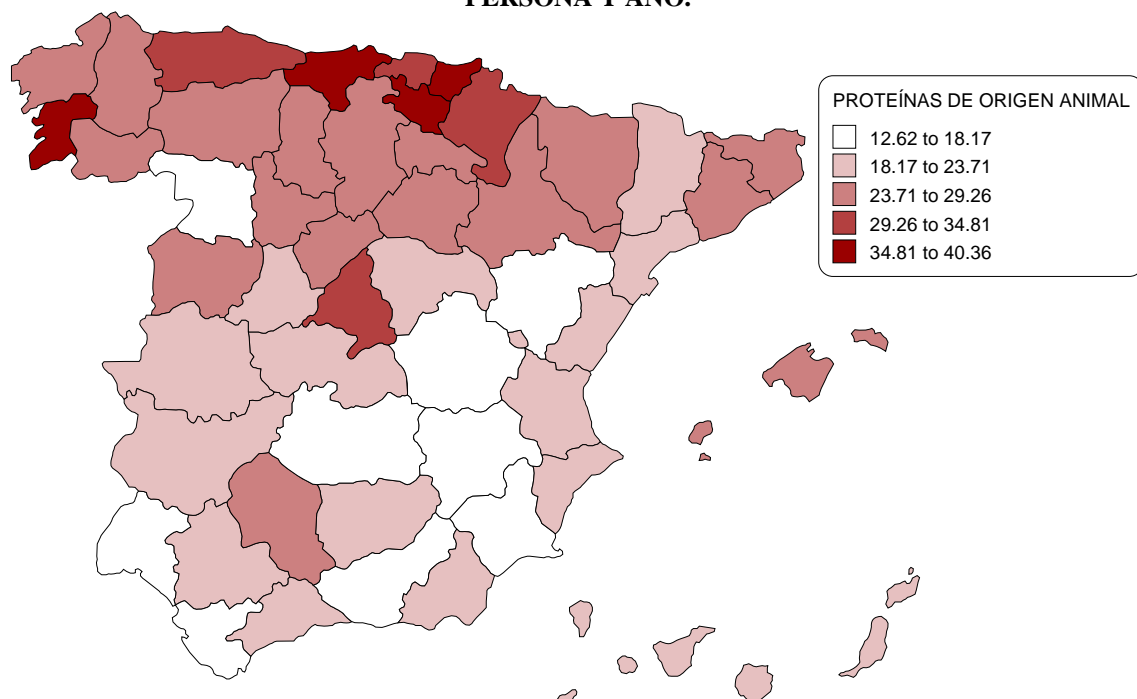 PERSONA Y AÑO.
PROTEÍNAS DE ORIGEN ANIMAL
12.62 to 18.17
18.17 to 23.71
23.71 to 29.26
29.26 to 34.81
34.81 to 40.36